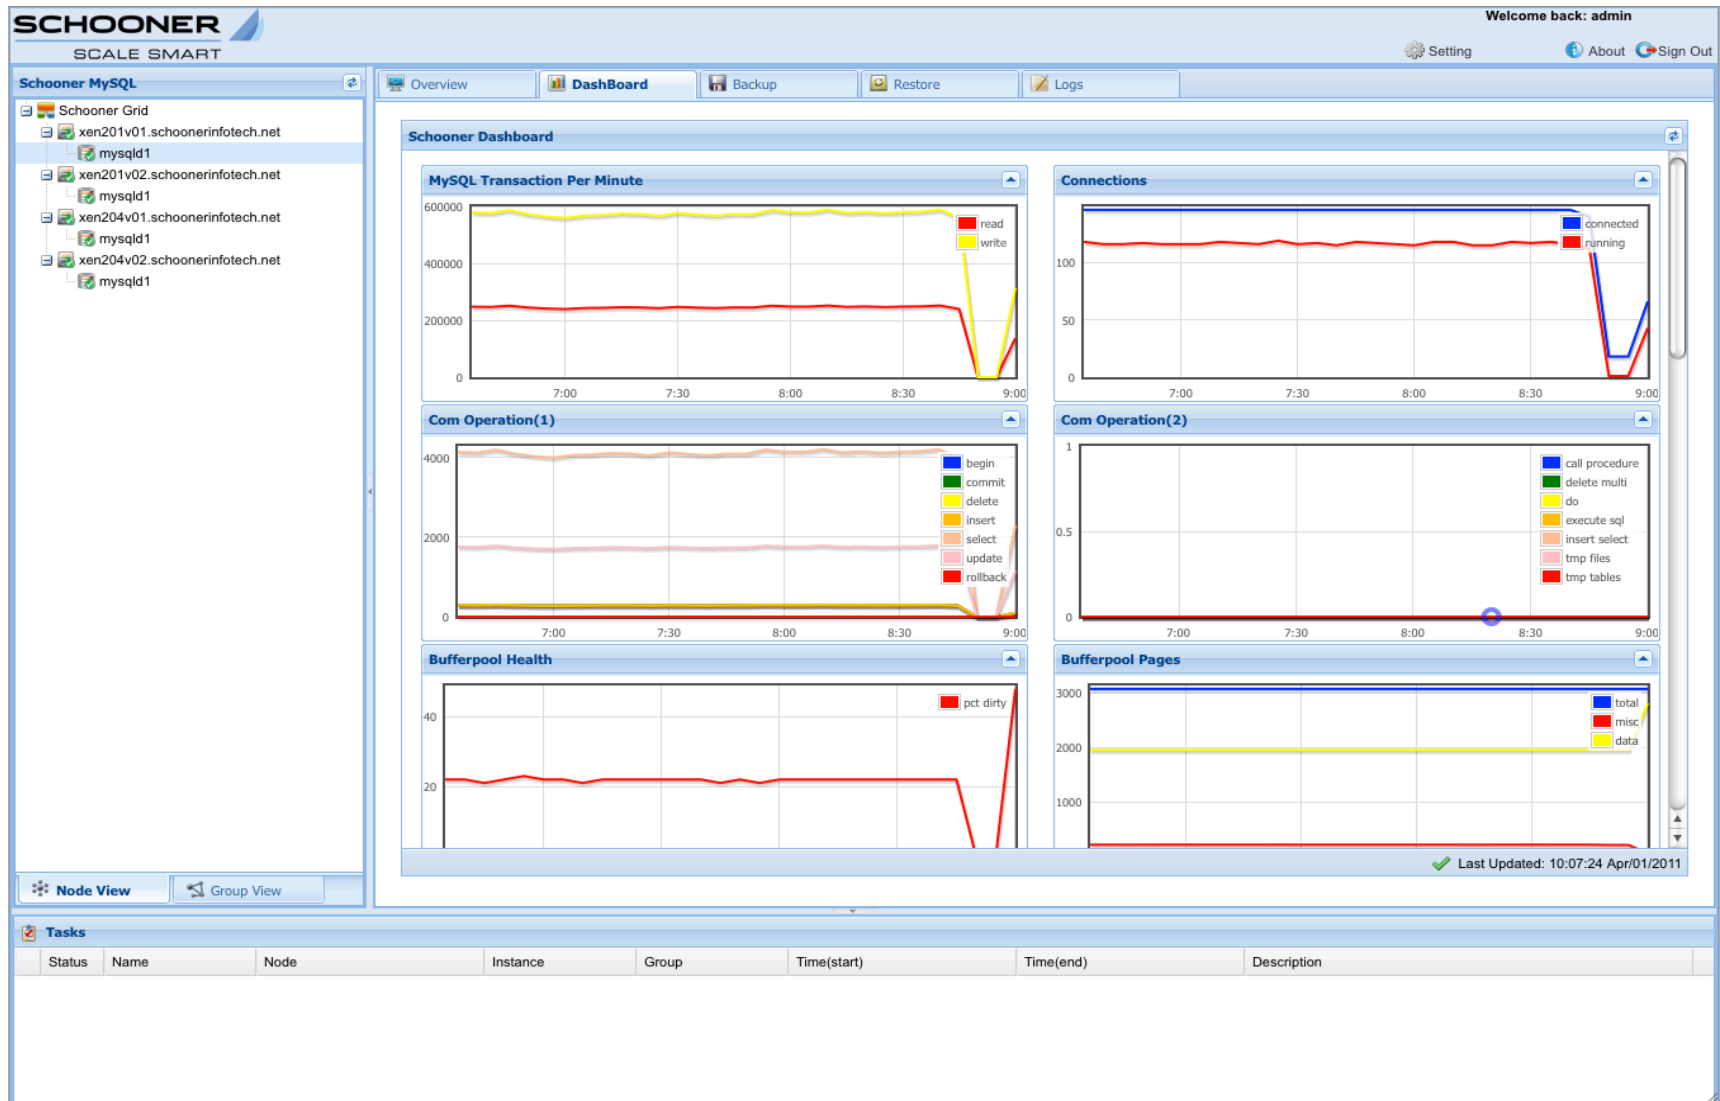 SCHOONER
SCALE SMART
Welcome back: admin
Setting
About
Sign Out
Schooner MySQL
Schooner Grid
xen201v01.schoonerinfotech.net
mysqld1
xen201v02.schoonerinfotech.net
mysqld1
xen204v01.schoonerinfotech.net
mysqld1
xen204v02.schoonerinfotech.net
mysqld1
Node View
Group View
Overview
DashBoard
Backup
Restore
Logs
Schooner Dashboard
MySQL Transaction Per Minute
600000
400000
200000
0
read
write
7:00 7:30 8:00 8:30 9:00
Connections
100
50
0
connected
running
7:00 7:30 8:00 8:30 9:00
Com Operation(1)
4000
2000
0
begin
commit
delete
insert
select
update
rollback
7:00 7:30 8:00 8:30 9:00
Com Operation(2)
1
0.5
0
call procedure
delete multi
do
execute sql
insert select
tmp files
tmp tables
7:00 7:30 8:00 8:30 9:00
Bufferpool Health
40
20
pct dirty
Bufferpool Pages
3000
2000
1000
total
misc
data
Last Updated: 10:07:24 Apr/01/2011
Tasks
Status Name Node Instance Group Time(start) Time(end) Description